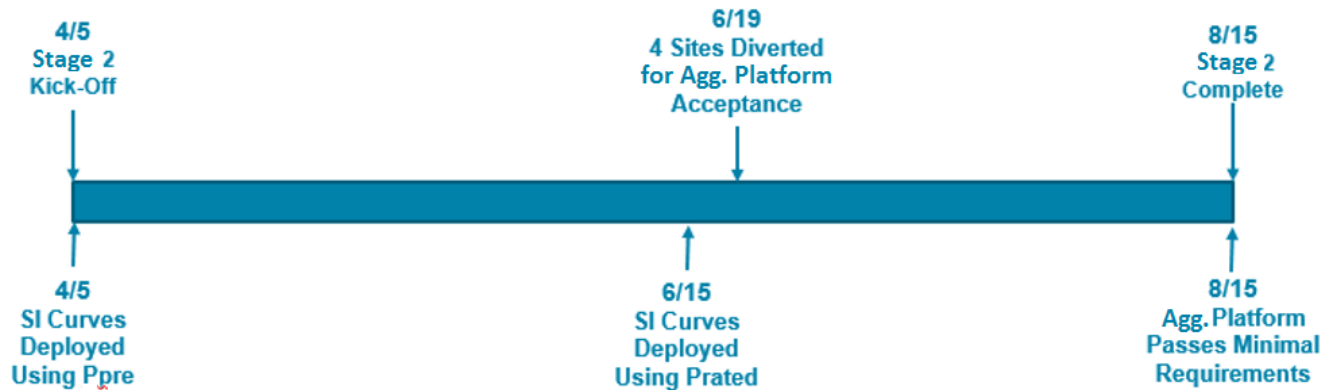 4/5
Stage 2
Kick-Off
6/19
4 Sites Diverted
for Agg. Platform
Acceptance
8/15
Stage 2
Complete
4/5
SI Curves
Deployed
Using Ppre
6/15
SI Curves
Deployed
Using Prated
8/15
Agg. Platform
Passes Minimal
Requirements